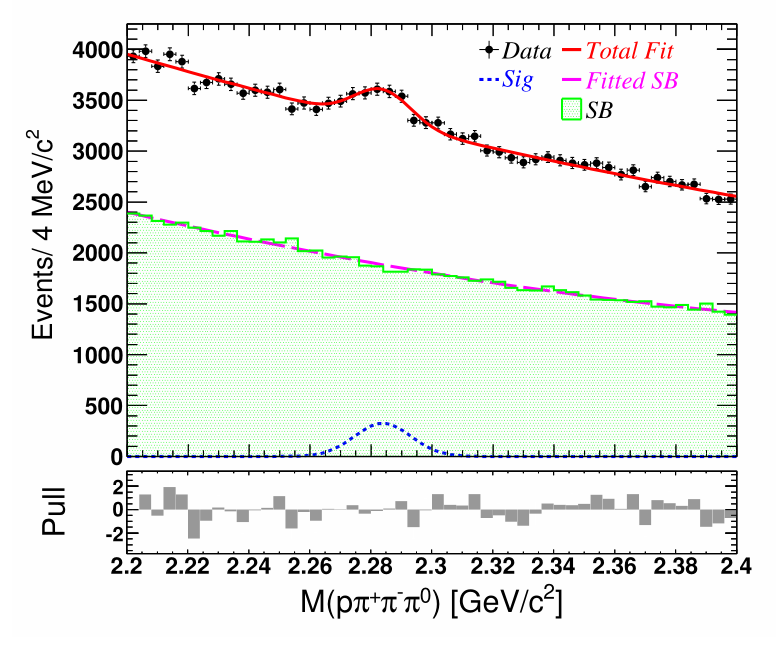 Data
Total Fit
Sig
Fitted SB
SB
Events/ 4 MeV/c²
4000
3500
3000
2500
2000
1500
1000
500
0
Pull
2
0
-2
2.2 2.22 2.24 2.26 2.28 2.3 2.32 2.34 2.36 2.38 2.4
M(pπ⁺π⁻π⁰) [GeV/c²]